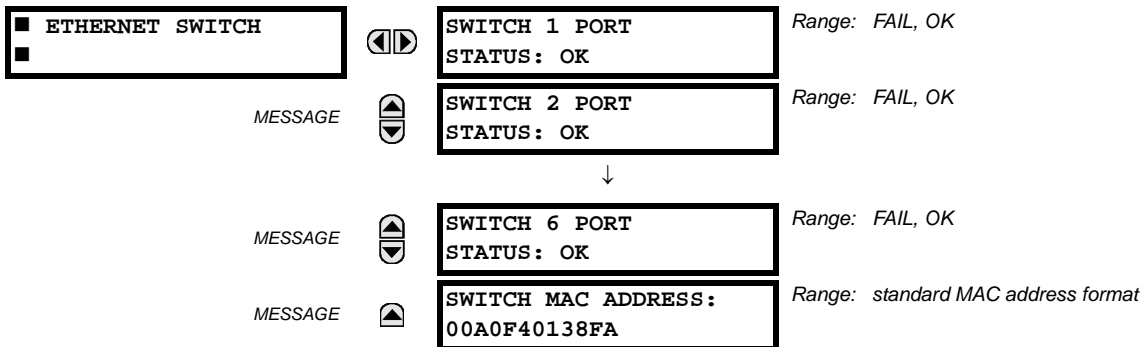 ■ ETHERNET SWITCH
■
SWITCH 1 PORT
STATUS: OK
Range: FAIL, OK
MESSAGE
SWITCH 2 PORT
STATUS: OK
Range: FAIL, OK
↓
MESSAGE
SWITCH 6 PORT
STATUS: OK
Range: FAIL, OK
MESSAGE
SWITCH MAC ADDRESS:
00A0F40138FA
Range: standard MAC address format